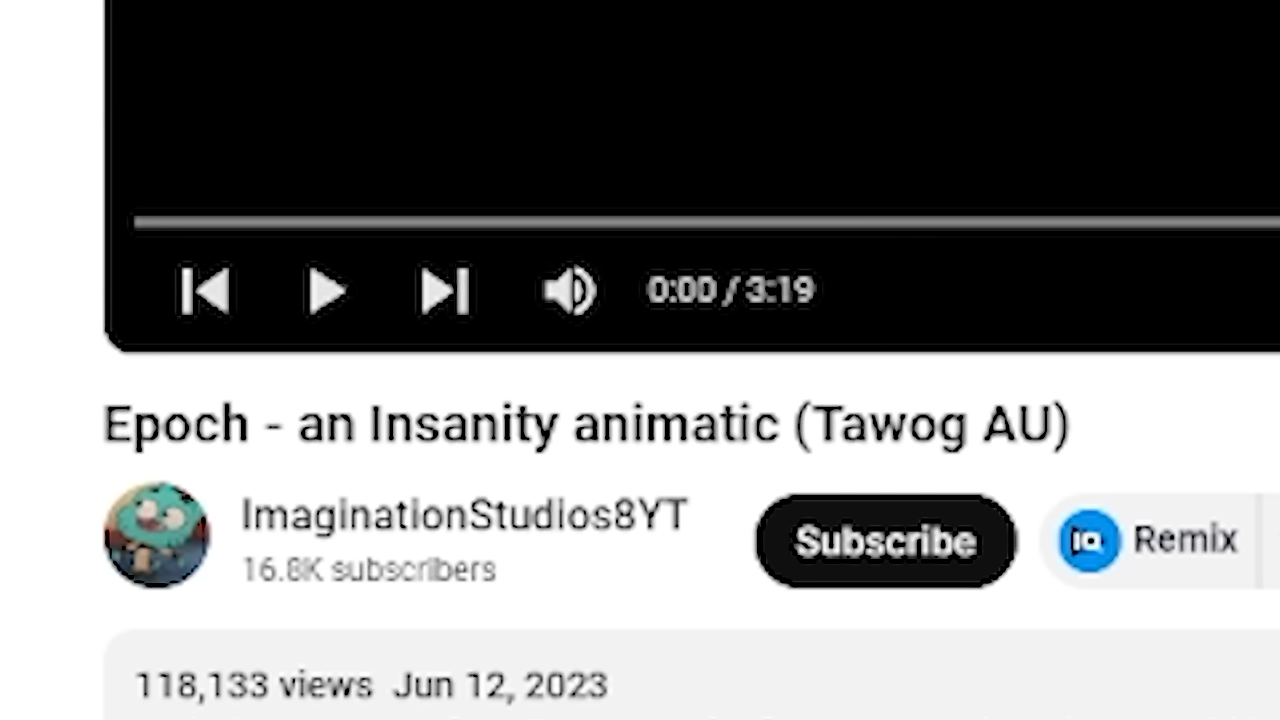 0:00 / 3:19
Epoch - an Insanity animatic (Tawog AU)
ImaginationStudios8YT
16.8K subscribers
Subscribe
Remix
118,133 views Jun 12, 2023